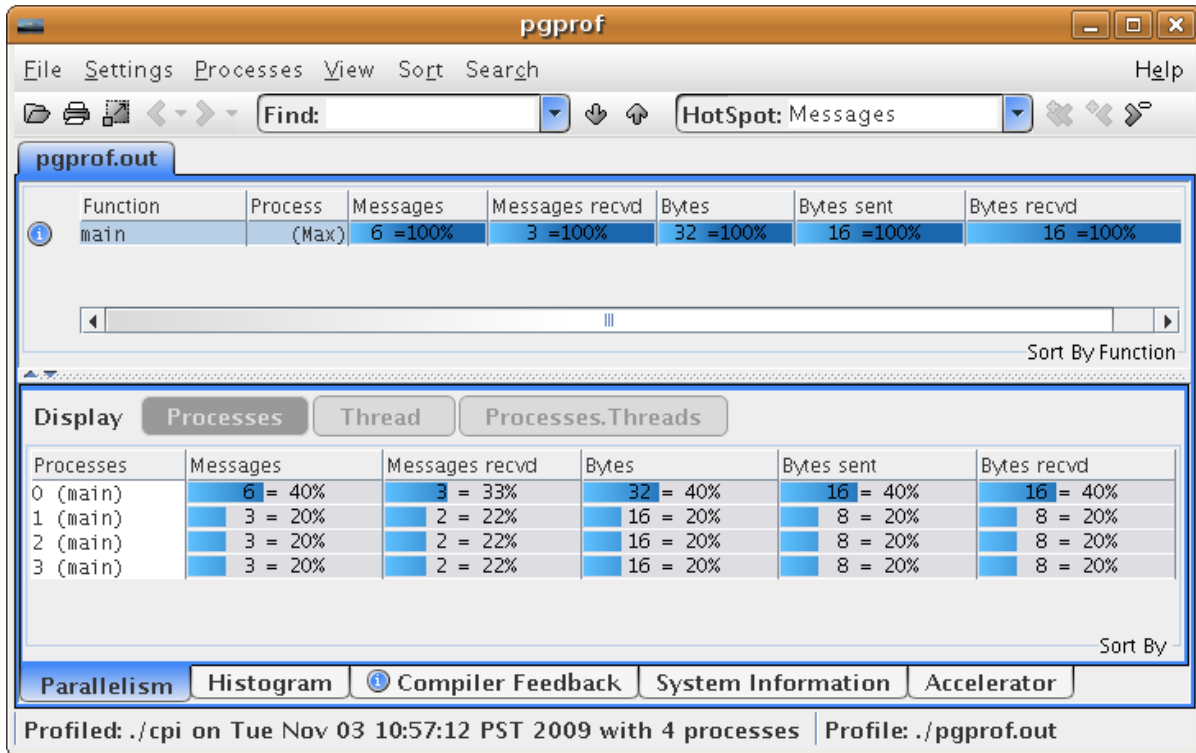 pgprof
File Settings Processes View Sort Search Help
Find: HotSpot: Messages
pgprof.out
Function Process Messages Messages recvd Bytes Bytes sent Bytes recvd
main (Max) 6 =100% 3 =100% 32 =100% 16 =100% 16 =100%
Sort By Function
Display Processes Thread Processes.Threads
Processes Messages Messages recvd Bytes Bytes sent Bytes recvd
0 (main) 6 = 40% 3 = 33% 32 = 40% 16 = 40% 16 = 40%
1 (main) 3 = 20% 2 = 22% 16 = 20% 8 = 20% 8 = 20%
2 (main) 3 = 20% 2 = 22% 16 = 20% 8 = 20% 8 = 20%
3 (main) 3 = 20% 2 = 22% 16 = 20% 8 = 20% 8 = 20%
Sort By
Parallelism Histogram Compiler Feedback System Information Accelerator
Profiled: ./cpi on Tue Nov 03 10:57:12 PST 2009 with 4 processes Profile: ./pgprof.out